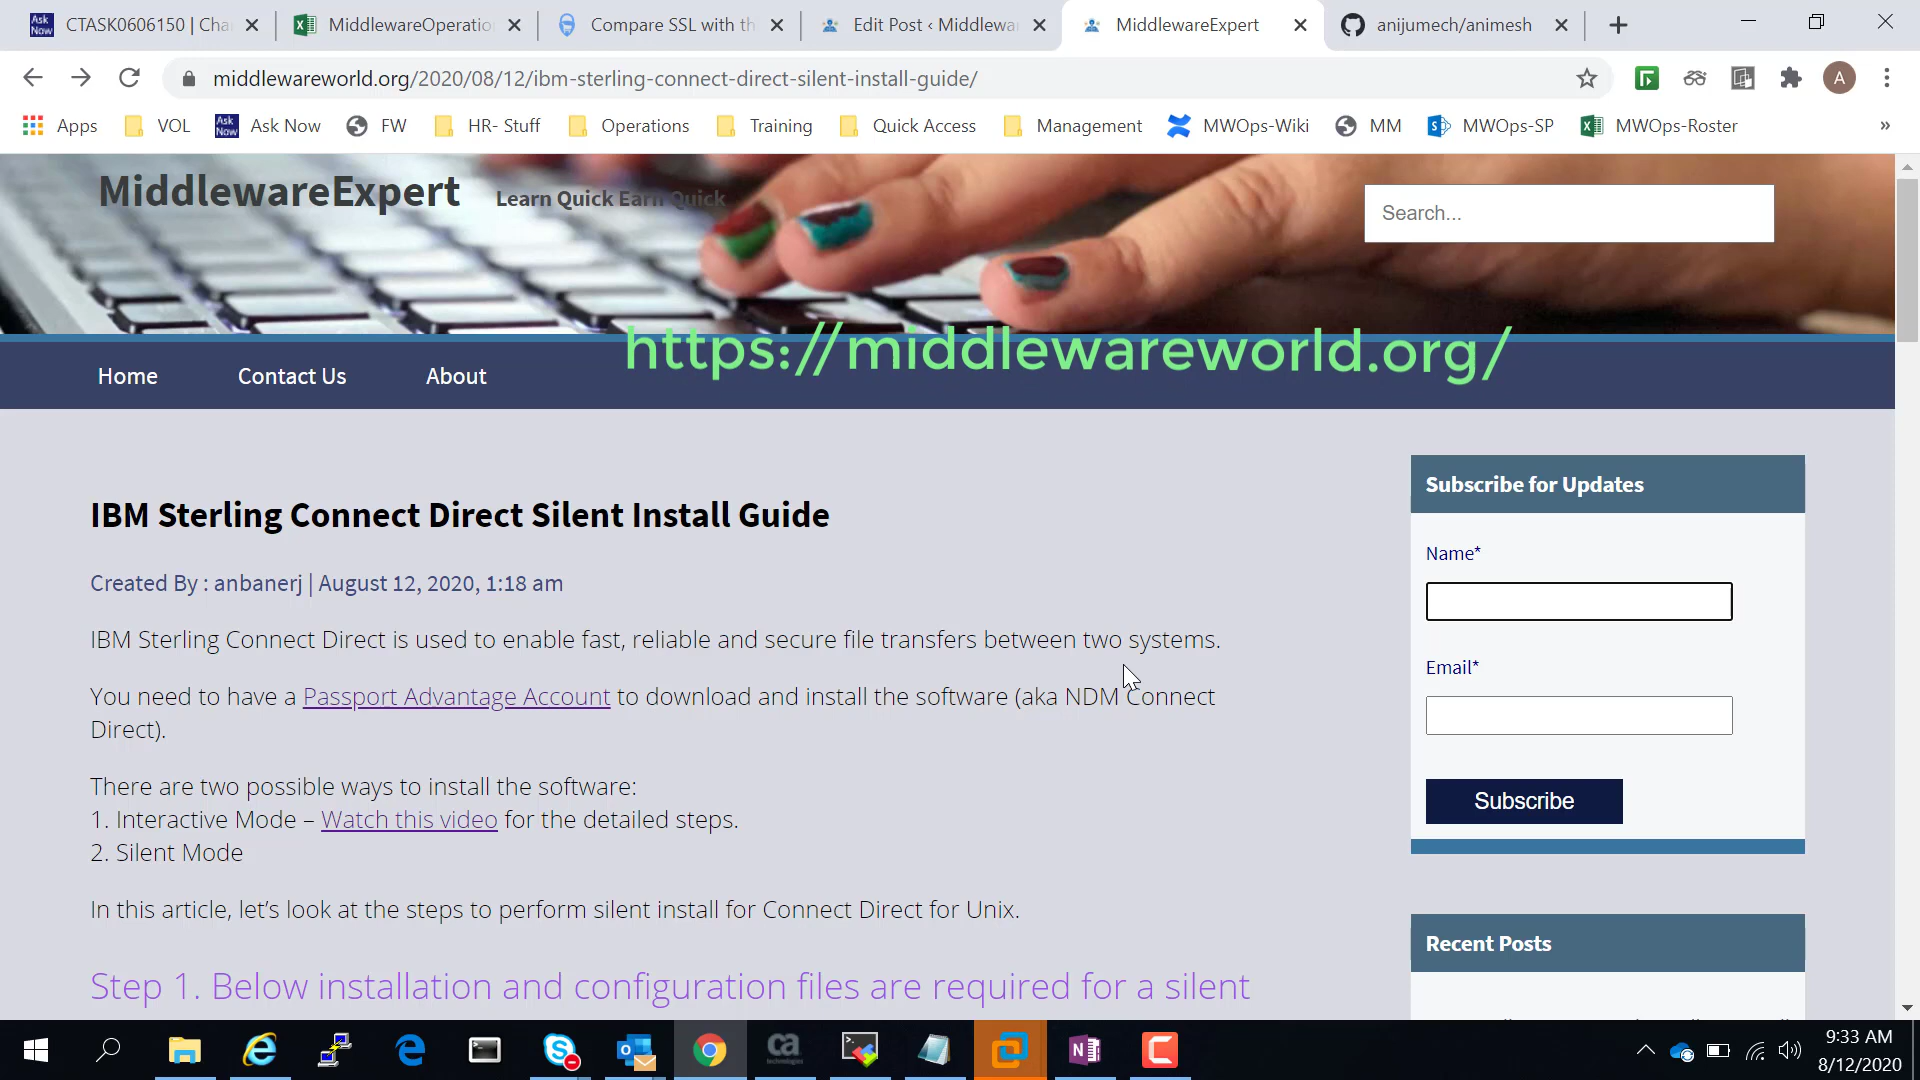 CTASK0606150 | Cha
MiddlewareOperatio
Compare SSL with th
Edit Post ‹ Middlewar
MiddlewareExpert
anijumech/animesh
middlewareworld.org/2020/08/12/ibm-sterling-connect-direct-silent-install-guide/
A
Apps
VOL
Ask Now
Ask Now
FW
HR- Stuff
Operations
Training
Quick Access
Management
MWOps-Wiki
MM
MWOps-SP
MWOps-Roster
»
MiddlewareExpert
Learn Quick Earn Quick
Search...
https://middlewareworld.org/
Home
Contact Us
About
IBM Sterling Connect Direct Silent Install Guide
Created By : anbanerj | August 12, 2020, 1:18 am
IBM Sterling Connect Direct is used to enable fast, reliable and secure file transfers between two systems.
You need to have a Passport Advantage Account to download and install the software (aka NDM Connect
Direct).
There are two possible ways to install the software:
1. Interactive Mode – Watch this video for the detailed steps.
2. Silent Mode
In this article, let’s look at the steps to perform silent install for Connect Direct for Unix.
Step 1. Below installation and configuration files are required for a silent
Subscribe for Updates
Name*
Email*
Subscribe
Recent Posts
ca
technologies
9:33 AM
8/12/2020